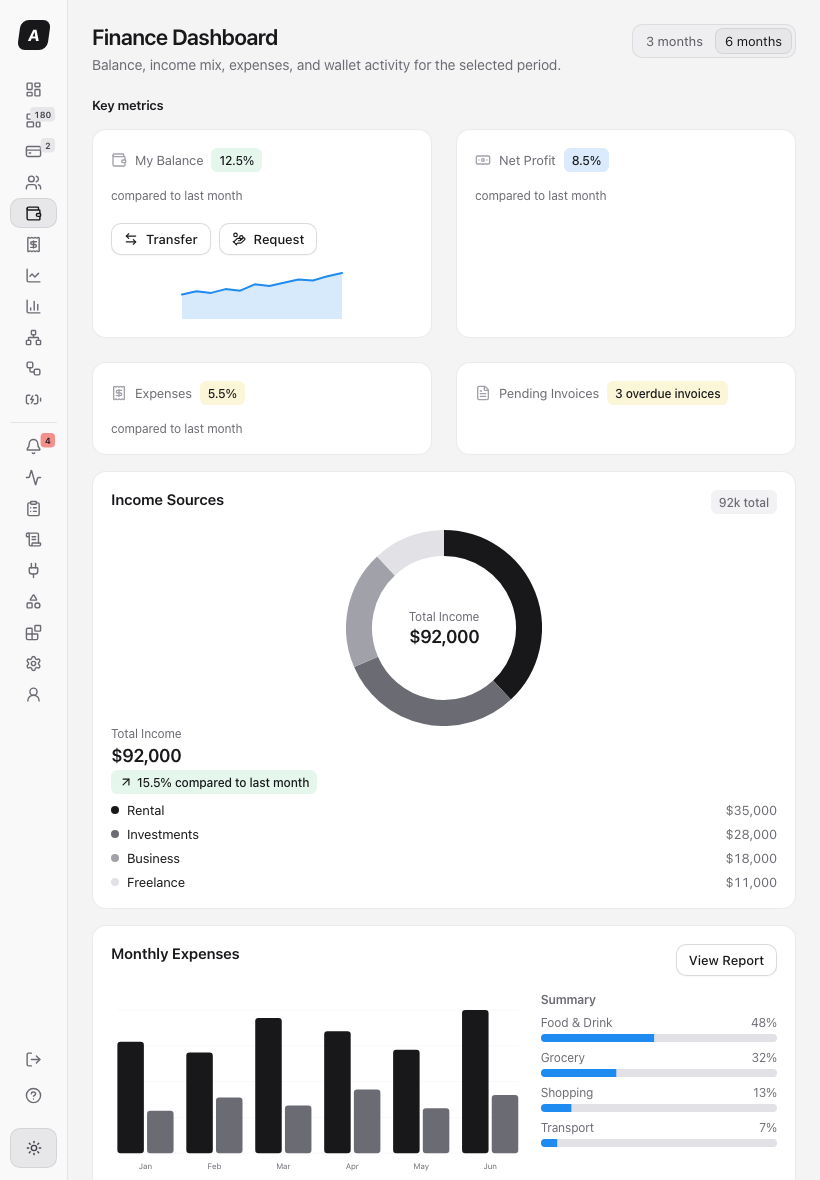 A
180
2
4
Finance Dashboard
3 months
6 months
Balance, income mix, expenses, and wallet activity for the selected period.
Key metrics
My Balance
12.5%
compared to last month
Transfer
Request
Net Profit
8.5%
compared to last month
Expenses
5.5%
compared to last month
Pending Invoices
3 overdue invoices
Income Sources
92k total
Total Income
$92,000
Total Income
$92,000
15.5% compared to last month
Rental
$35,000
Investments
$28,000
Business
$18,000
Freelance
$11,000
Monthly Expenses
View Report
Jan
Feb
Mar
Apr
May
Jun
Summary
Food & Drink
48%
Grocery
32%
Shopping
13%
Transport
7%